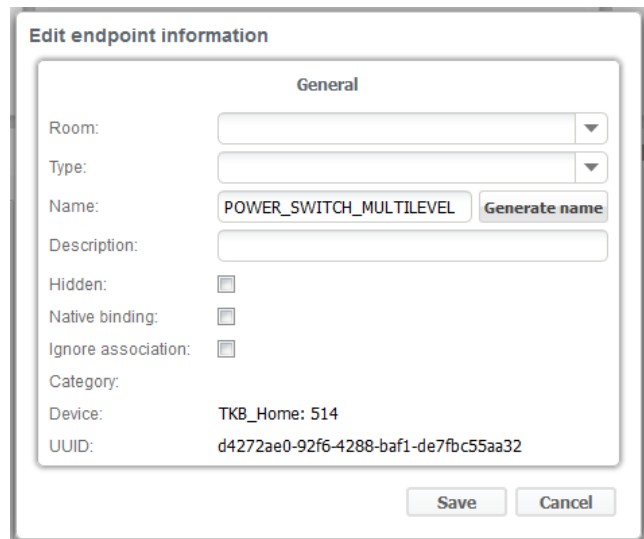 Edit endpoint information
General
Room:
Type:
Name: POWER_SWITCH_MULTILEVEL Generate name
Description:
Hidden:
Native binding:
Ignore association:
Category:
Device: TKB_Home: 514
UUID: d4272ae0-92f6-4288-baf1-de7fbc55aa32
Save Cancel